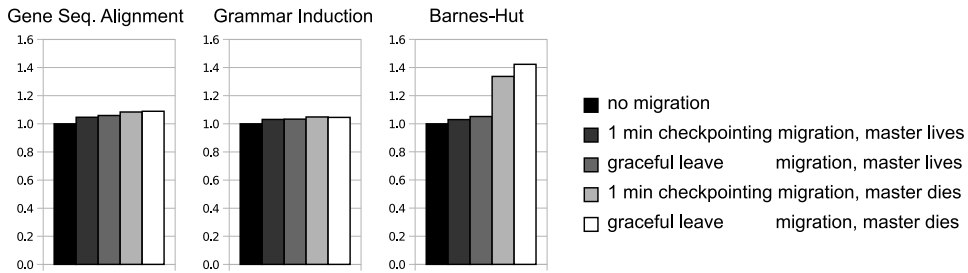 Gene Seq. Alignment Grammar Induction Barnes-Hut
1.6 1.6 1.6
1.4 1.4 1.4
1.2 1.2 1.2
1.0 1.0 1.0
0.8 0.8 0.8
0.6 0.6 0.6
0.4 0.4 0.4
0.2 0.2 0.2
0.0 0.0 0.0
no migration
1 min checkpointing migration, master lives
graceful leave migration, master lives
1 min checkpointing migration, master dies
graceful leave migration, master dies